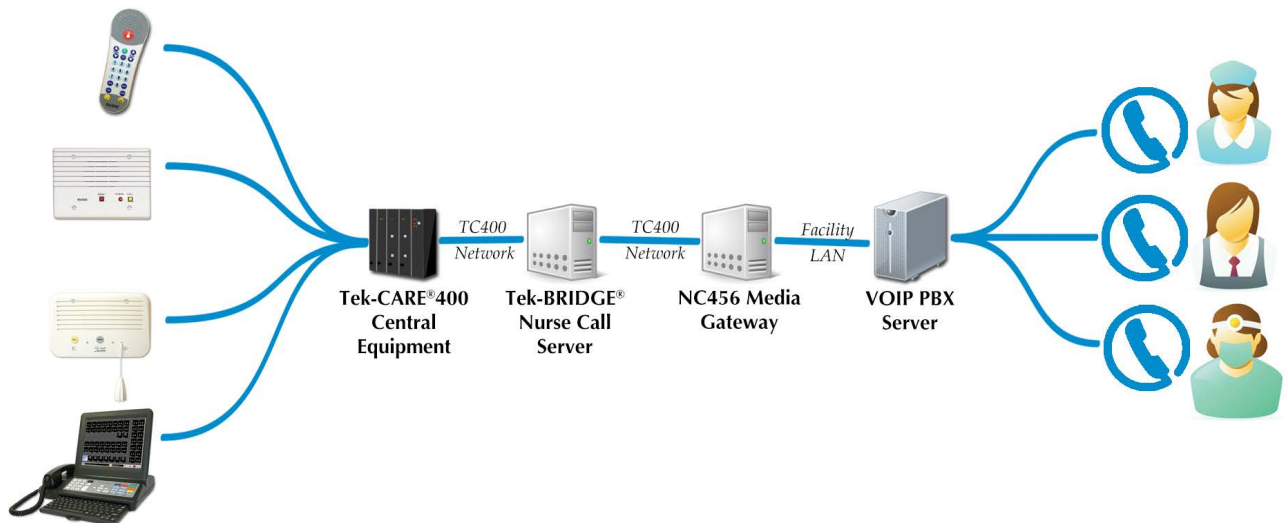 TC400
Network
TC400
Network
Facility
LAN
Tek-CARE®400
Central
Equipment
Tek-BRIDGE®
Nurse Call
Server
NC456 Media
Gateway
VOIP PBX
Server